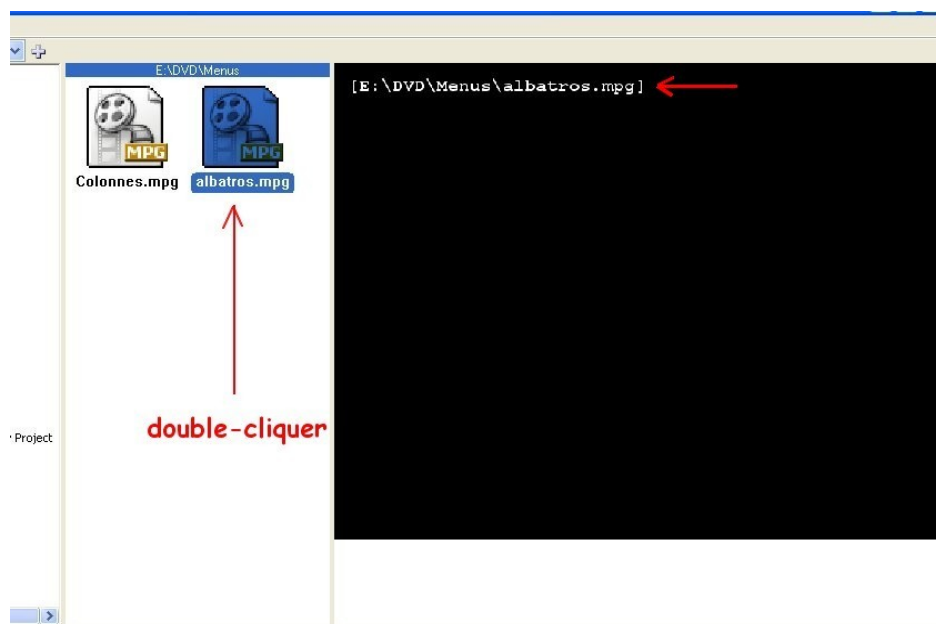 E:\DVD\Menus
[E:\DVD\Menus\albatros.mpg]
MPG
MPG
Colonnes.mpg
albatros.mpg
double-cliquer
Project